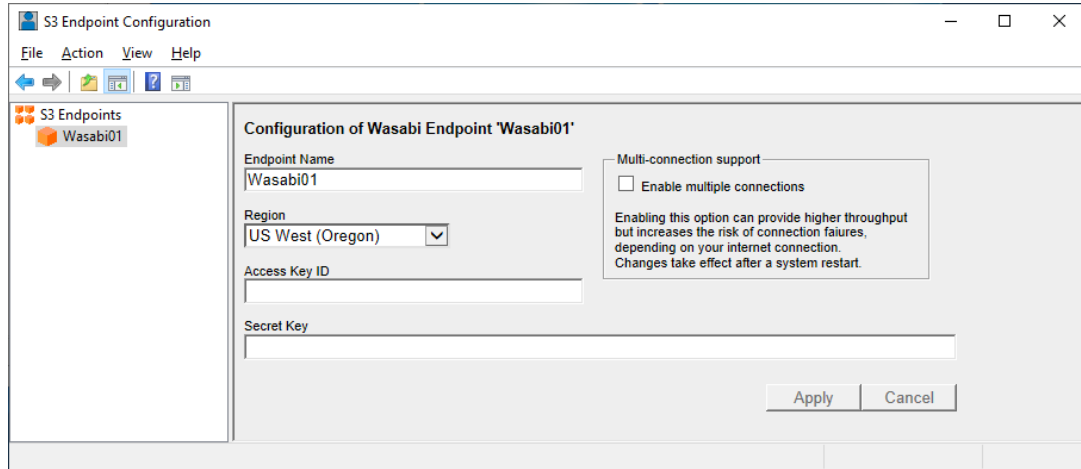 S3 Endpoint Configuration
File Action View Help
S3 Endpoints
Wasabi01
Configuration of Wasabi Endpoint 'Wasabi01'
Endpoint Name
Wasabi01
Region
US West (Oregon)
Access Key ID
Secret Key
Multi-connection support
Enable multiple connections
Enabling this option can provide higher throughput
but increases the risk of connection faiures,
depending on your internet connection.
Changes take effect after a system restart.
Apply Cancel